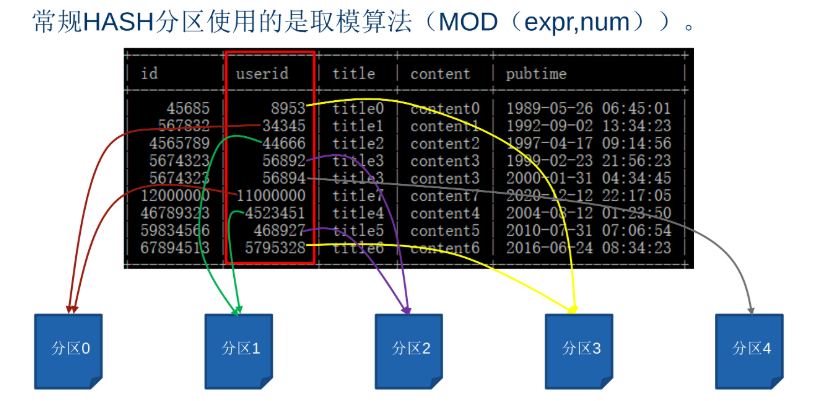 常规HASH分区使用的是取模算法（MOD（expr,num））。
id | userid | title | content | pubtime
45685 | 8953 | title0 | content0 | 1989-05-26 06:45:01
567832 | 34345 | title1 | content1 | 1992-09-02 13:34:23
4565789 | 44666 | title2 | content2 | 1997-04-17 09:14:56
5674323 | 56892 | title3 | content3 | 1999-02-23 21:56:23
5674323 | 56894 | title3 | content3 | 2000-01-31 04:34:45
12000000 | 11000000 | title7 | content7 | 2020-12-12 22:17:05
46789327 | 4523451 | title4 | content4 | 2004-08-12 01:23:50
59834566 | 468927 | title5 | content5 | 2010-07-31 07:06:54
67894512 | 5795328 | title6 | content6 | 2016-06-24 08:34:23
分区0 分区1 分区2 分区3 分区4